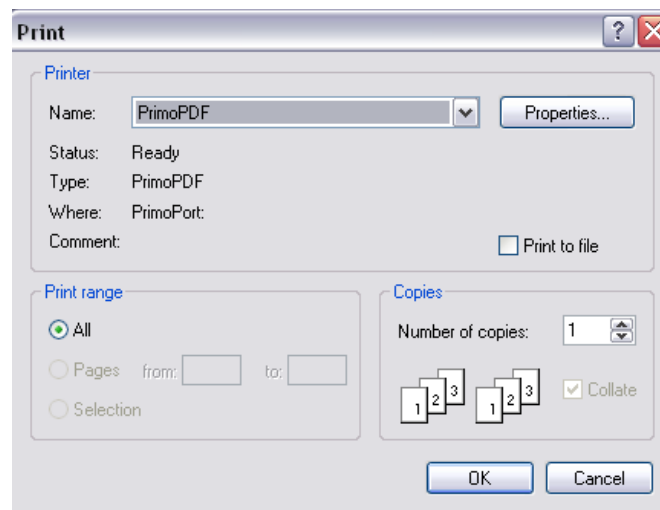 Print
Printer
Name: PrimoPDF Properties...
Status: Ready
Type: PrimoPDF
Where: PrimoPort:
Comment: Print to file
Print range
All
Pages from: to:
Selection
Copies
Number of copies: 1
1 2 3 1 2 3 Collate
OK Cancel